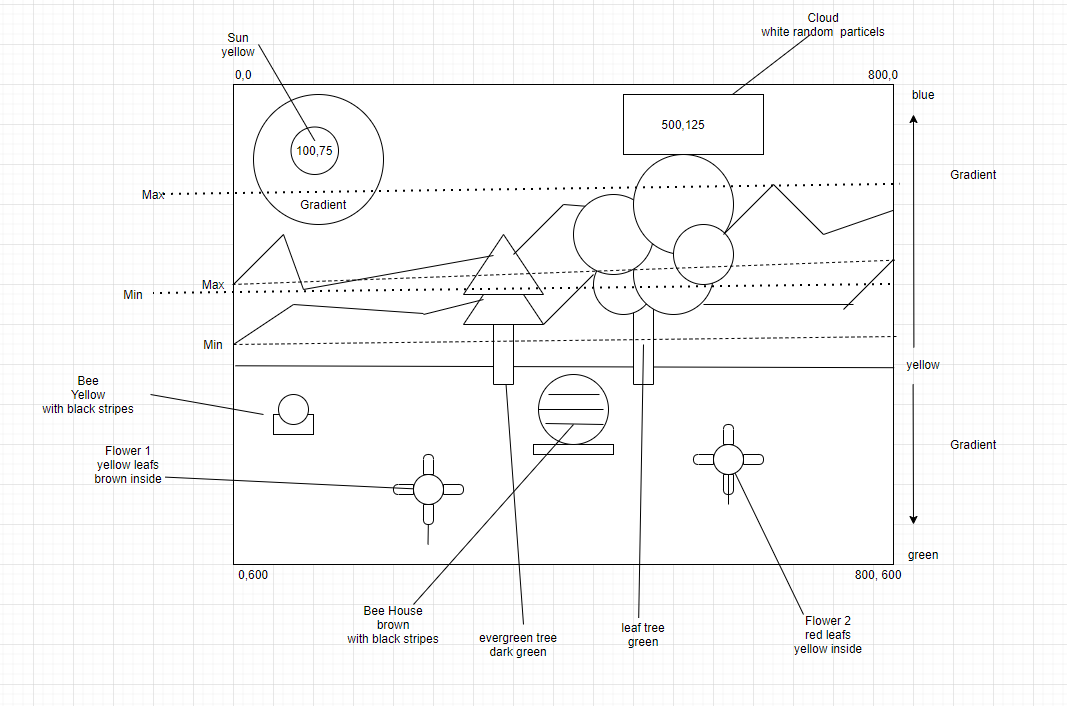 Cloud
white random  particels
Sun
yellow
0,0
800,0
blue
500,125
100,75
Gradient
Max
Gradient
Max
Min
Min
yellow
Bee
Yellow
with black stripes
Gradient
Flower 1
yellow leafs
brown inside
green
0,600
800, 600
Bee House
brown
with black stripes
evergreen tree
dark green
leaf tree
green
Flower 2
red leafs
yellow inside